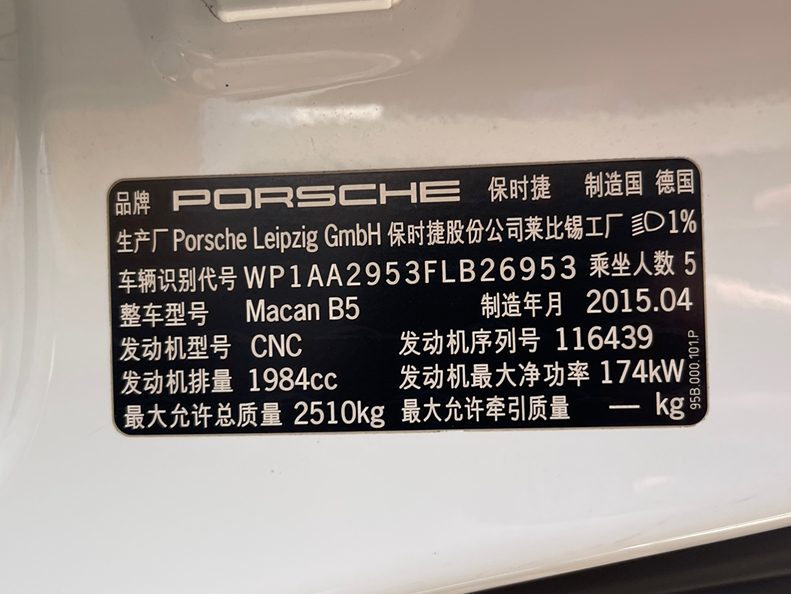 品牌 PORSCHE 保时捷 制造国 德国
生产厂 Porsche Leipzig GmbH 保时捷股份公司莱比锡工厂 1%
车辆识别代号 WP1AA2953FLB26953 乘坐人数 5
整车型号 Macan B5 制造年月 2015.04
发动机型号 CNC 发动机序列号 116439
发动机排量 1984cc 发动机最大净功率 174kW
最大允许总质量 2510kg 最大允许牵引质量 — kg
95B.000.101.P